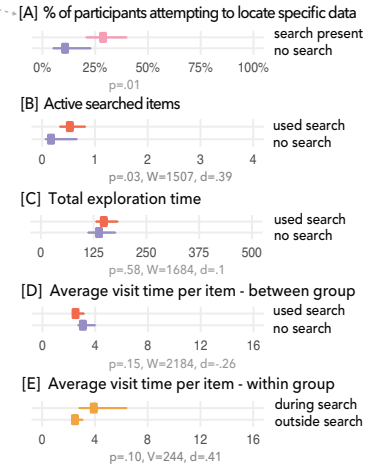 [A] % of participants attempting to locate specific data
search present
no search
0% 25% 50% 75% 100%
p=.01
[B] Active searched items
used search
no search
0 1 2 3 4
p=.03, W=1507, d=.39
[C] Total exploration time
used search
no search
0 125 250 375 500
p=.58, W=1684, d=.1
[D] Average visit time per item - between group
used search
no search
0 4 8 12 16
p=.15, W=2184, d=-.26
[E] Average visit time per item - within group
during search
outside search
0 4 8 12 16
p=.10, V=244, d=.41